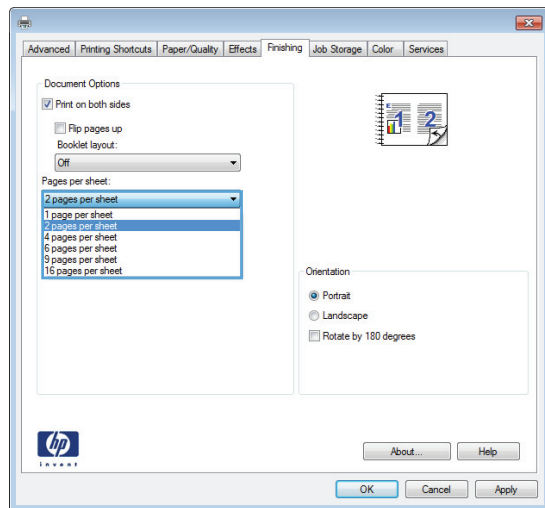 Advanced Printing Shortcuts Paper/Quality Effects Finishing Job Storage Color Services
Document Options
Print on both sides
Flip pages up
Booklet layout:
Off
Pages per sheet:
2 pages per sheet
1 page per sheet
2 pages per sheet
4 pages per sheet
6 pages per sheet
9 pages per sheet
16 pages per sheet
1 2
Orientation
Portrait
Landscape
Rotate by 180 degrees
hp
invent
About... Help
OK Cancel Apply